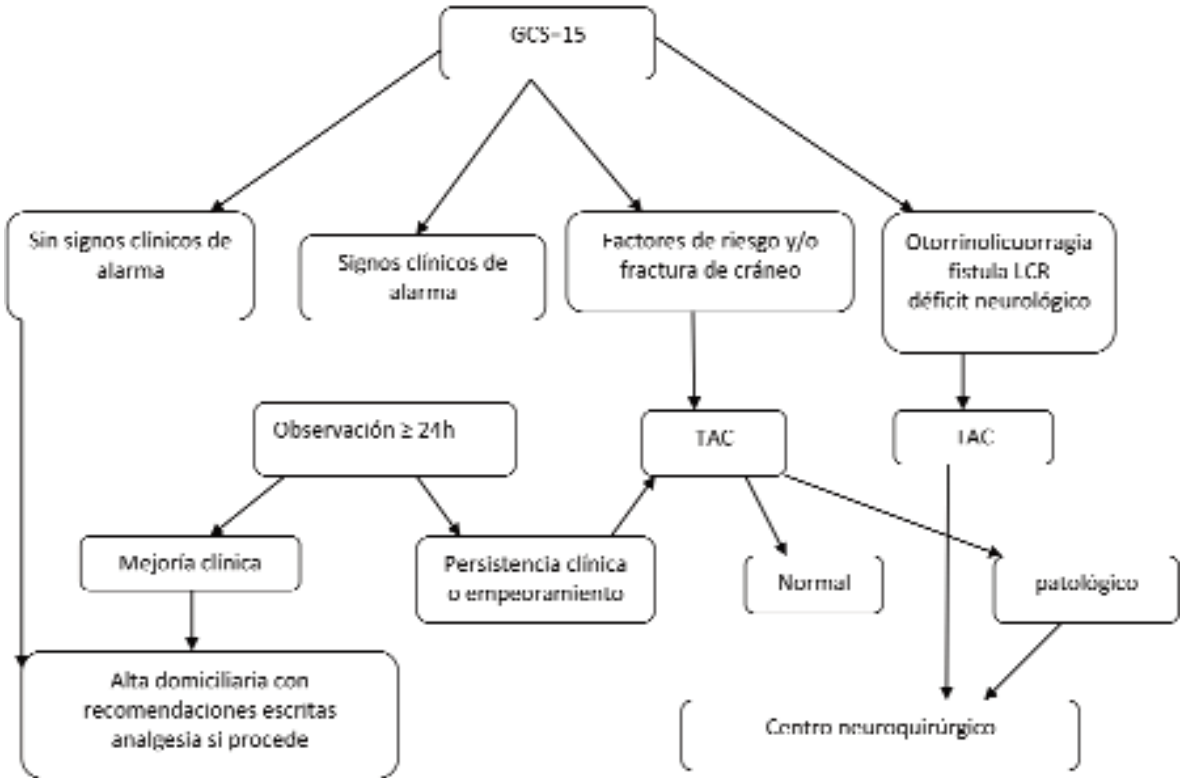 GCS=15
Sin signos clínicos de
alarma
Signos clínicos de
alarma
Factores de riesgo y/o
fractura de cráneo
Otorrinolicuorragia
fistula LCR
déficit neurológico
Observación ≥ 24h
TAC
TAC
Mejoría clínica
Persistencia clínica
o empeoramiento
Normal
patológico
Alta domiciliaria con
recomendaciones escritas
analgesia si procede
Centro neuroquirúrgico